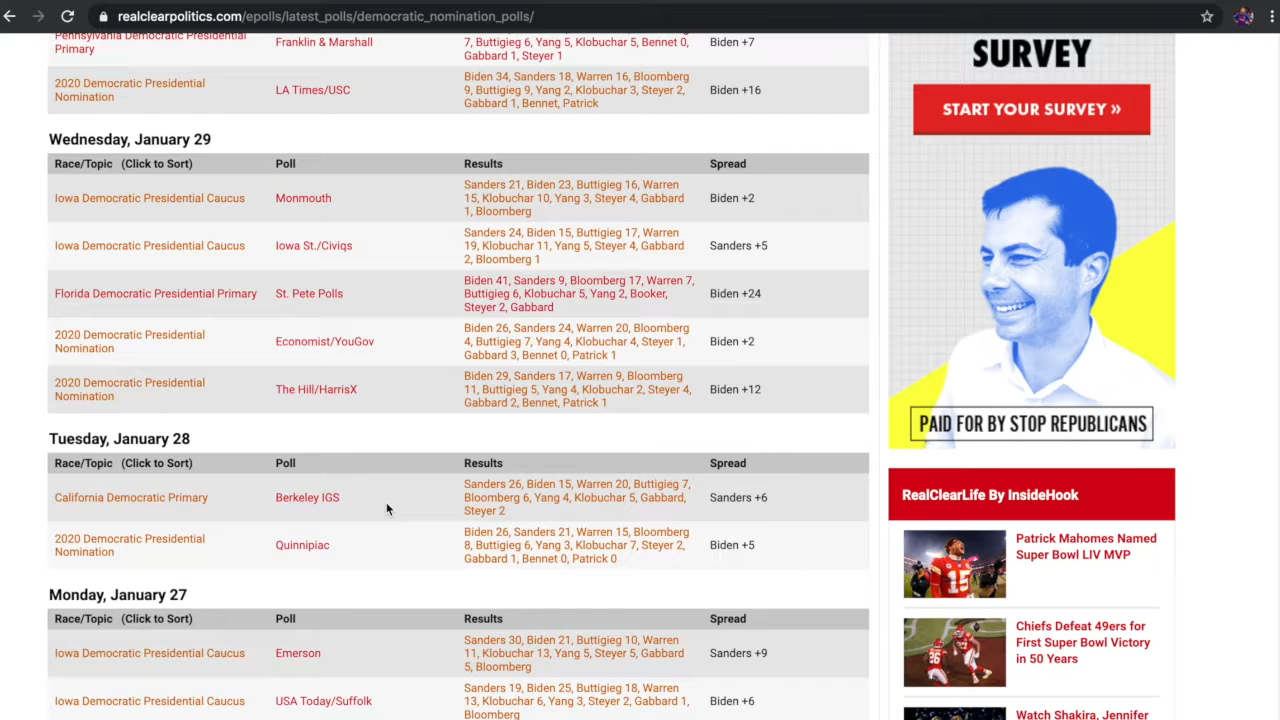 realclearpolitics.com/epolls/latest_polls/democratic_nomination_polls/
Pennsylvania Democratic Presidential
Primary
Franklin & Marshall
7, Buttigieg 6, Yang 5, Klobuchar 5, Bennet 0,
Gabbard 1, Steyer 1
Biden +7
2020 Democratic Presidential
Nomination
LA Times/USC
Biden 34, Sanders 18, Warren 16, Bloomberg
9, Buttigieg 9, Yang 2, Klobuchar 3, Steyer 2,
Gabbard 1, Bennet, Patrick
Biden +16
Wednesday, January 29
Race/Topic (Click to Sort) Poll Results Spread
Iowa Democratic Presidential Caucus
Monmouth
Sanders 21, Biden 23, Buttigieg 16, Warren
15, Klobuchar 10, Yang 3, Steyer 4, Gabbard
1, Bloomberg
Biden +2
Iowa Democratic Presidential Caucus
Iowa St./Civiqs
Sanders 24, Biden 15, Buttigieg 17, Warren
19, Klobuchar 11, Yang 5, Steyer 4, Gabbard
2, Bloomberg 1
Sanders +5
Florida Democratic Presidential Primary
St. Pete Polls
Biden 41, Sanders 9, Bloomberg 17, Warren 7,
Buttigieg 6, Klobuchar 5, Yang 2, Booker,
Steyer 2, Gabbard
Biden +24
2020 Democratic Presidential
Nomination
Economist/YouGov
Biden 26, Sanders 24, Warren 20, Bloomberg
4, Buttigieg 7, Yang 4, Klobuchar 4, Steyer 1,
Gabbard 3, Bennet 0, Patrick 1
Biden +2
2020 Democratic Presidential
Nomination
The Hill/HarrisX
Biden 29, Sanders 17, Warren 9, Bloomberg
11, Buttigieg 5, Yang 4, Klobuchar 2, Steyer 4,
Gabbard 2, Bennet, Patrick 1
Biden +12
Tuesday, January 28
Race/Topic (Click to Sort) Poll Results Spread
California Democratic Primary
Berkeley IGS
Sanders 26, Biden 15, Warren 20, Buttigieg 7,
Bloomberg 6, Yang 4, Klobuchar 5, Gabbard,
Steyer 2
Sanders +6
2020 Democratic Presidential
Nomination
Quinnipiac
Biden 26, Sanders 21, Warren 15, Bloomberg
8, Buttigieg 6, Yang 3, Klobuchar 7, Steyer 2,
Gabbard 1, Bennet 0, Patrick 0
Biden +5
Monday, January 27
Race/Topic (Click to Sort) Poll Results Spread
Iowa Democratic Presidential Caucus
Emerson
Sanders 30, Biden 21, Buttigieg 10, Warren
11, Klobuchar 13, Yang 5, Steyer 5, Gabbard
5, Bloomberg
Sanders +9
Iowa Democratic Presidential Caucus
USA Today/Suffolk
Sanders 19, Biden 25, Buttigieg 18, Warren
13, Klobuchar 6, Yang 3, Steyer 2, Gabbard 1,
Bloomberg
Biden +6
SURVEY
START YOUR SURVEY »
PAID FOR BY STOP REPUBLICANS
RealClearLife By InsideHook
Patrick Mahomes Named
Super Bowl LIV MVP
Chiefs Defeat 49ers for
First Super Bowl Victory
in 50 Years
Watch Shakira, Jennifer